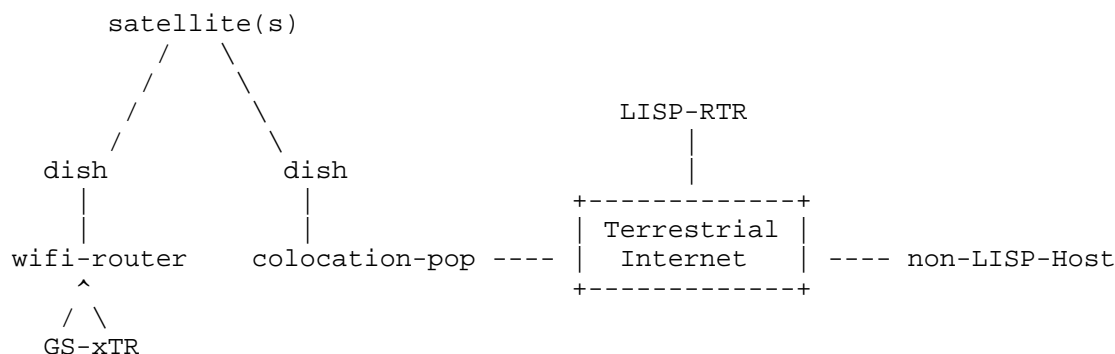 satellite(s)
LISP-RTR
dish dish
Terrestrial
wifi-router colocation-pop ---- Internet ---- non-LISP-Host
GS-xTR